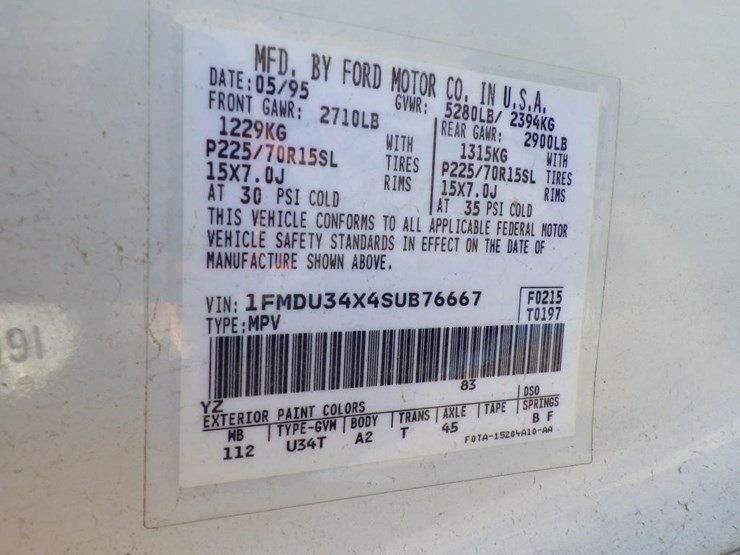 MFD. BY FORD MOTOR CO. IN U.S.A.
DATE:05/95 GVWR: 5280LB/ 2394KG
FRONT GAWR: 2710LB REAR GAWR: 2900LB
1229KG WITH 1315KG WITH
P225/70R15SL TIRES P225/70R15SL TIRES
15X7.0J RIMS 15X7.0J RIMS
AT 30 PSI COLD AT 35 PSI COLD
THIS VEHICLE CONFORMS TO ALL APPLICABLE FEDERAL MOTOR
VEHICLE SAFETY STANDARDS IN EFFECT ON THE DATE OF
MANUFACTURE SHOWN ABOVE.
VIN: 1FMDU34X4SUB76667 F0215
TYPE:MPV T0197
83
YZ DSO
EXTERIOR PAINT COLORS
WB TYPE-GVW BODY TRANS AXLE TAPE SPRINGS
112 U34T A2 T 45 B F
F0TA-15204A10-AA
91